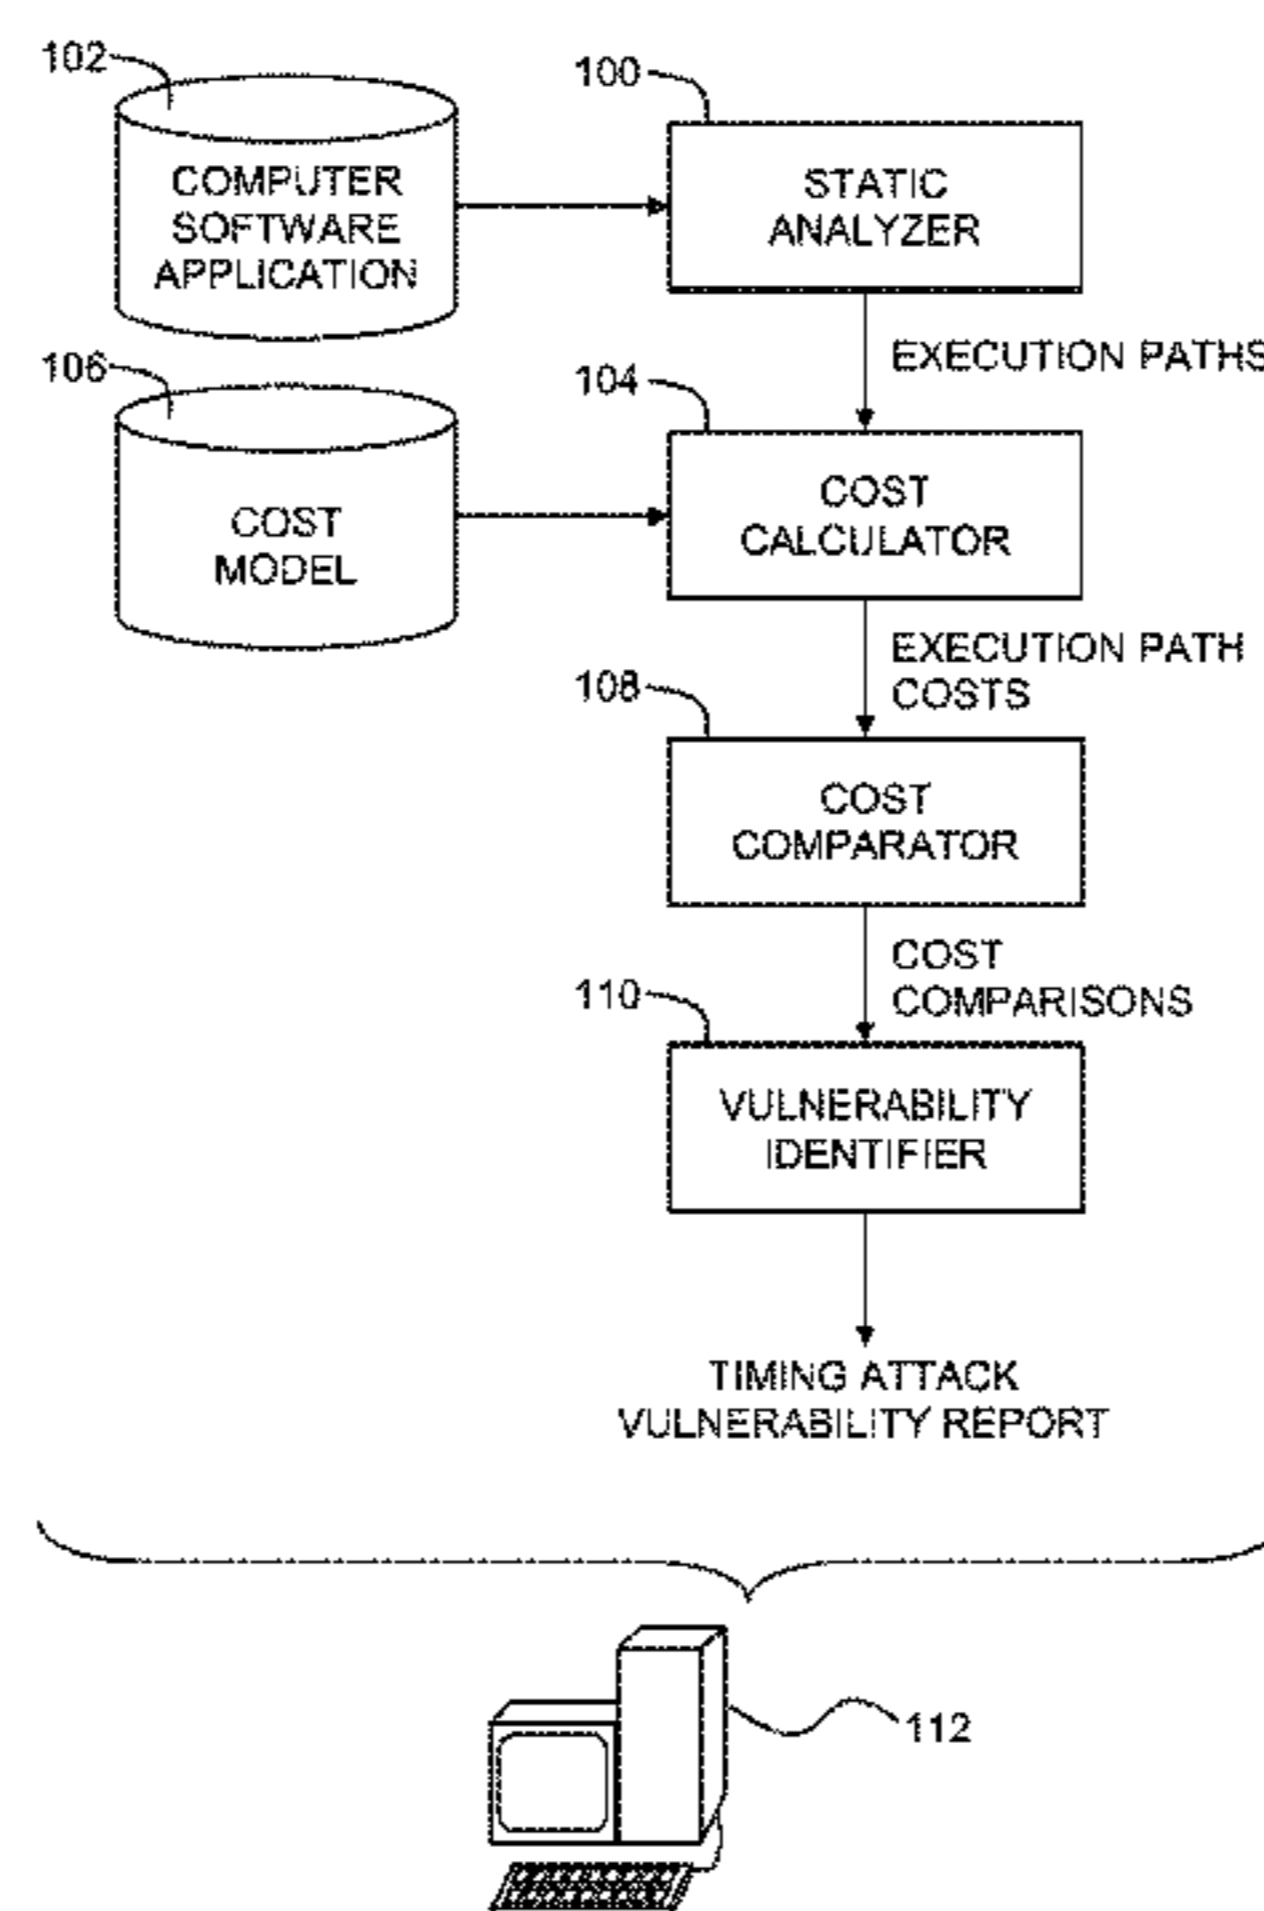 102
100
COMPUTER
SOFTWARE
APPLICATION
STATIC
ANALYZER
EXECUTION PATHS
106
104
COST
MODEL
COST
CALCULATOR
EXECUTION PATH
COSTS
108
COST
COMPARATOR
COST
COMPARISONS
110
VULNERABILITY
IDENTIFIER
TIMING ATTACK
VULNERABILITY REPORT
112